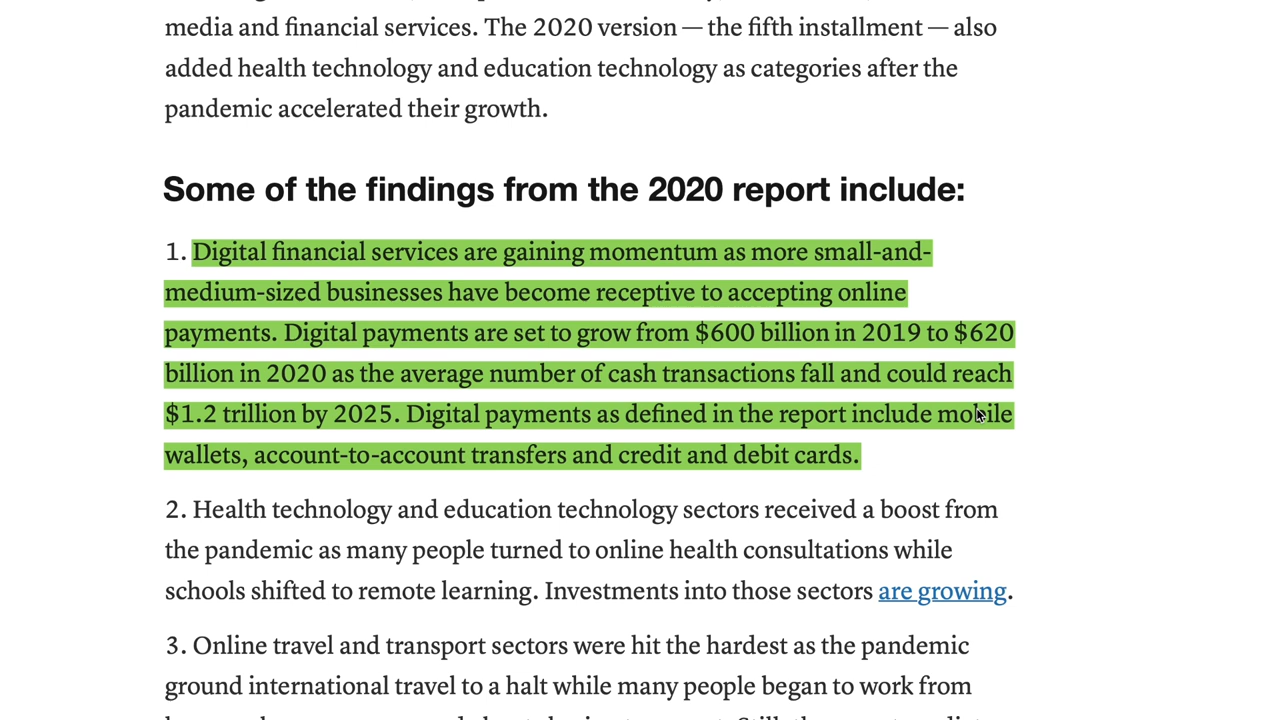 media and financial services. The 2020 version — the fifth installment — also
added health technology and education technology as categories after the
pandemic accelerated their growth.
Some of the findings from the 2020 report include:
1. Digital financial services are gaining momentum as more small-and-
medium-sized businesses have become receptive to accepting online
payments. Digital payments are set to grow from $600 billion in 2019 to $620
billion in 2020 as the average number of cash transactions fall and could reach
$1.2 trillion by 2025. Digital payments as defined in the report include mobile
wallets, account-to-account transfers and credit and debit cards.
2. Health technology and education technology sectors received a boost from
the pandemic as many people turned to online health consultations while
schools shifted to remote learning. Investments into those sectors are growing.
3. Online travel and transport sectors were hit the hardest as the pandemic
ground international travel to a halt while many people began to work from